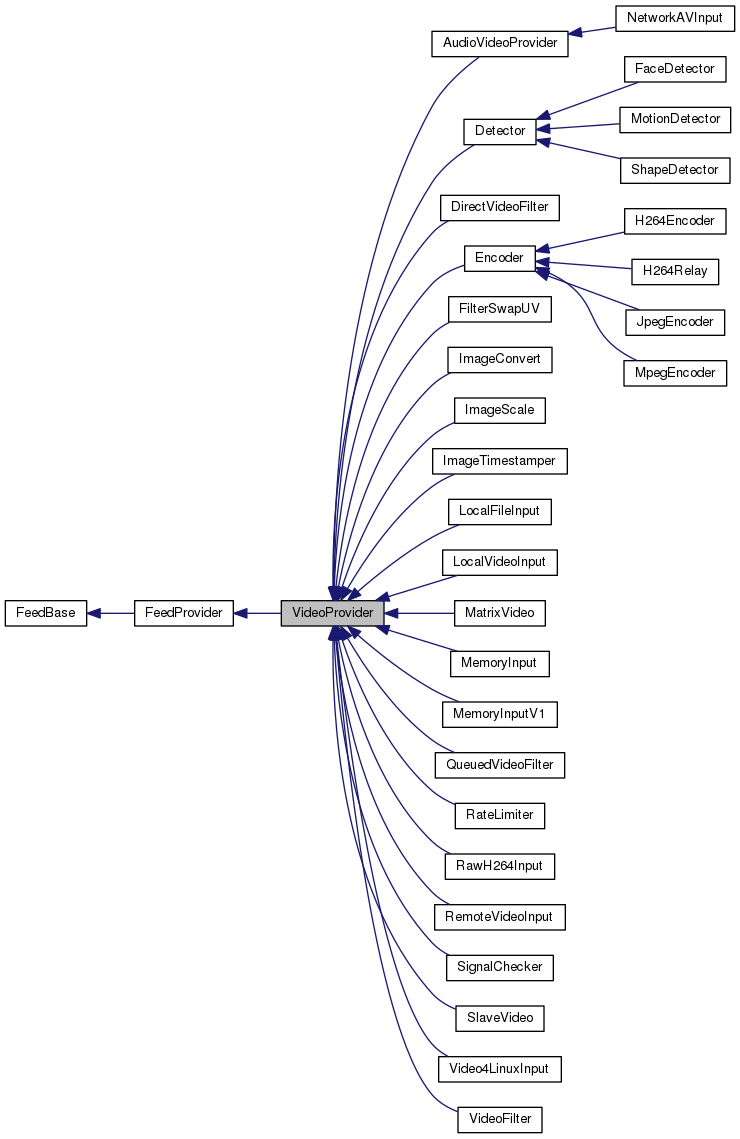 NetworkAVInput
AudioVideoProvider
FaceDetector
MotionDetector
Detector
ShapeDetector
DirectVideoFilter
H264Encoder
Encoder
H264Relay
FilterSwapUV
JpegEncoder
ImageConvert
MpegEncoder
ImageScale
ImageTimestamper
LocalFileInput
LocalVideoInput
FeedBase
FeedProvider
VideoProvider
MatrixVideo
MemoryInput
MemoryInputV1
QueuedVideoFilter
RateLimiter
RawH264Input
RemoteVideoInput
SignalChecker
SlaveVideo
Video4LinuxInput
VideoFilter